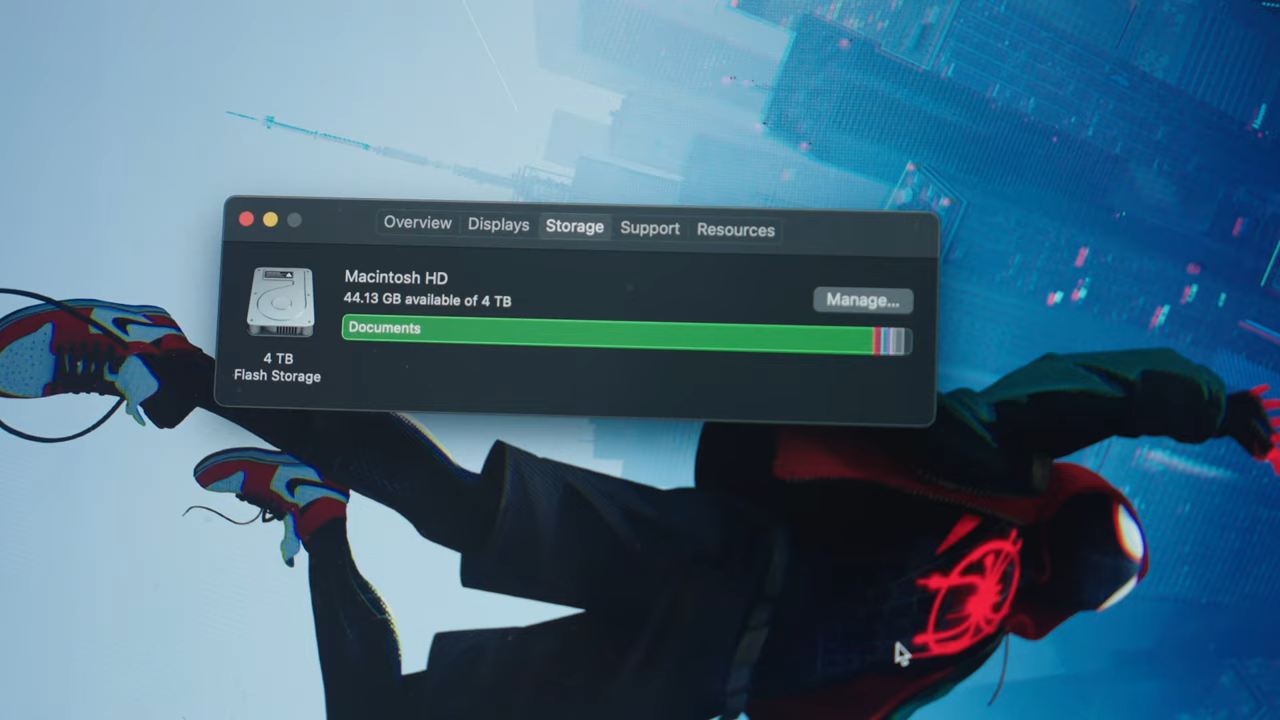 Overview Displays Storage Support Resources
Macintosh HD
44.13 GB available of 4 TB
Manage...
Documents
4 TB
Flash Storage